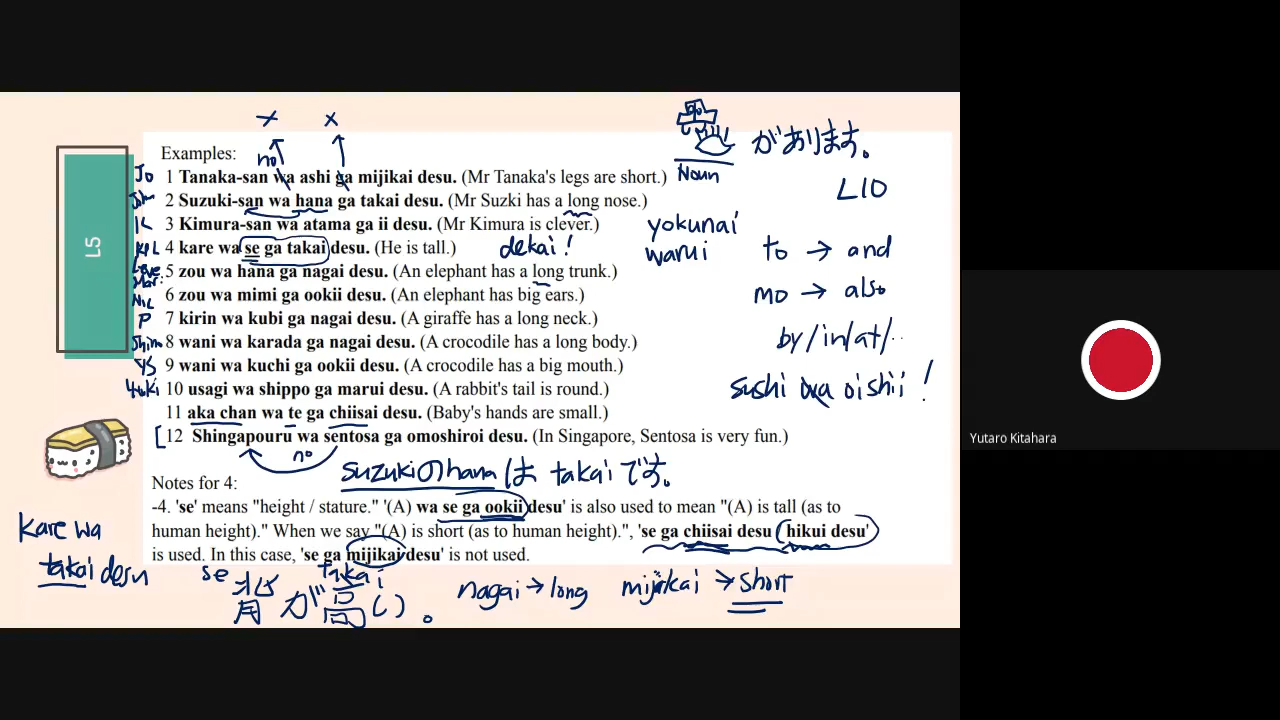 Examples:
1 Tanaka-san wa ashi ga mijikai desu. (Mr Tanaka's legs are short.)
2 Suzuki-san wa hana ga takai desu. (Mr Suzki has a long nose.)
3 Kimura-san wa atama ga ii desu. (Mr Kimura is clever.)
4 kare wa se ga takai desu. (He is tall.)
5 zou wa hana ga nagai desu. (An elephant has a long trunk.)
6 zou wa mimi ga ookii desu. (An elephant has big ears.)
7 kirin wa kubi ga nagai desu. (A giraffe has a long neck.)
8 wani wa karada ga nagai desu. (A crocodile has a long body.)
9 wani wa kuchi ga ookii desu. (A crocodile has a big mouth.)
10 usagi wa shippo ga marui desu. (A rabbit's tail is round.)
11 aka chan wa te ga chiisai desu. (Baby's hands are small.)
12 Shingapouru wa sentosa ga omoshiroi desu. (In Singapore, Sentosa is very fun.)
Notes for 4:
-4. 'se' means "height / stature." '(A) wa se ga ookii desu' is also used to mean "(A) is tall (as to
human height)." When we say "(A) is short (as to human height).", 'se ga chiisai desu (hikui desu'
is used. In this case, 'se ga mijikai desu' is not used.
L5
x x
no
Jo
K
P
YS
Yuki
dekai!
があります。
Noun
L10
yokunai
warui
to → and
mo → also
by/in/at/..
sushi wa oishii!
no
suzukiのhanaは takaiです。
kare wa
takai desu
se takai
背が高い。
nagai → long
mijikai → short
Yutaro Kitahara